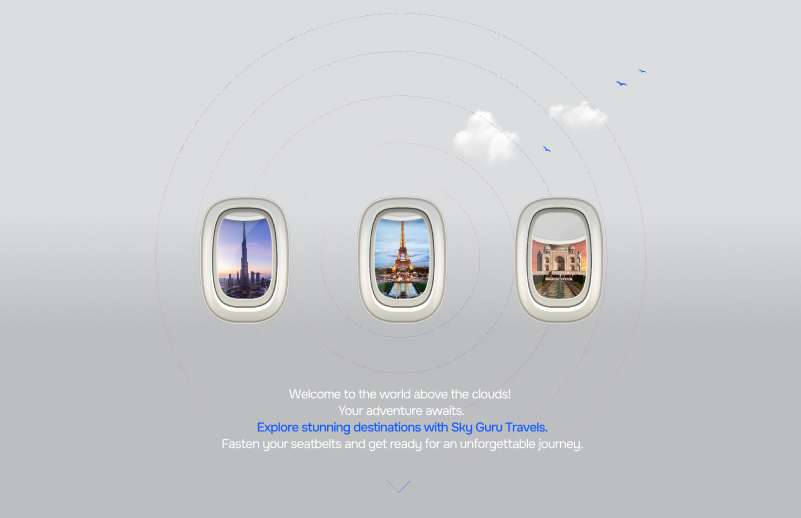 Welcome to the world above the clouds!
Your adventure awaits.
Explore stunning destinations with Sky Guru Travels.
Fasten your seatbelts and get ready for an unforgettable journey.